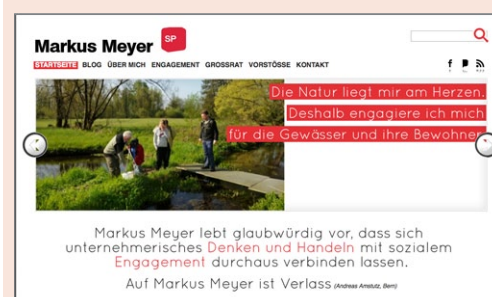 Markus Meyer SP
STARTSEITE BLOG ÜBER MICH ENGAGEMENT GROSSRAT VORSTÖSSE KONTAKT
Die Natur liegt mir am Herzen.
Deshalb engagiere ich mich
für die Gewässer und ihre Bewohner
Markus Meyer lebt glaubwürdig vor, dass sich
unternehmerisches Denken und Handeln mit sozialem
Engagement durchaus verbinden lassen.
Auf Markus Meyer ist Verlass (Andreas Amstutz, Bern)